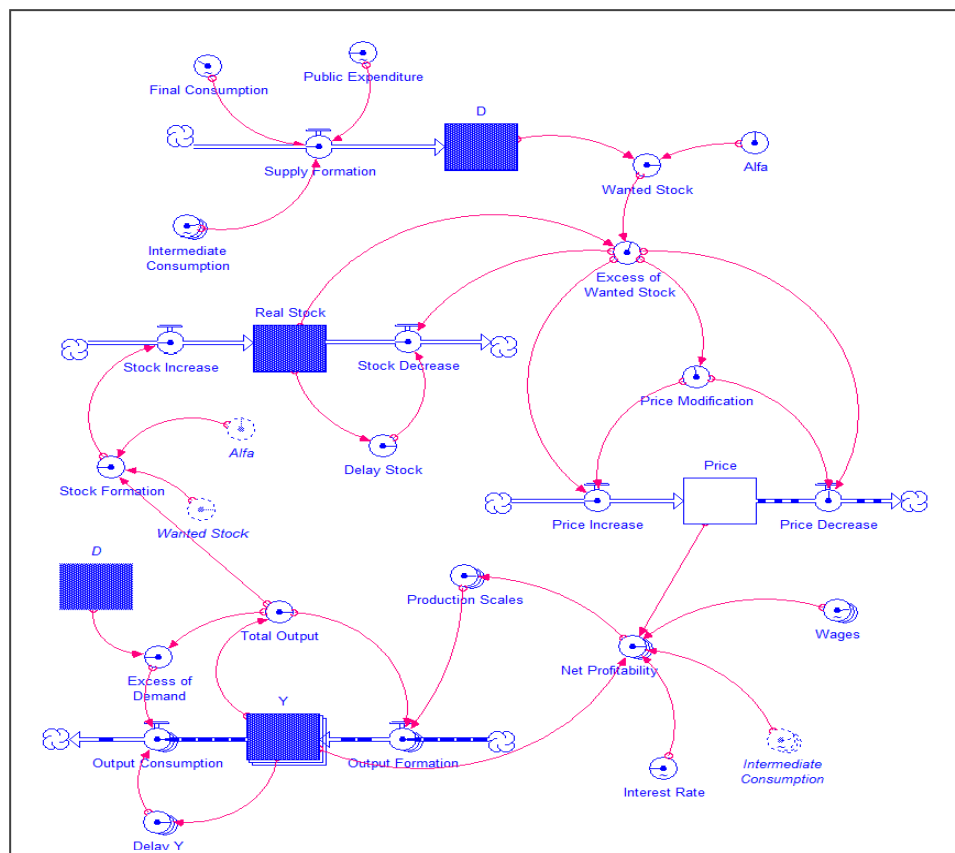 Public Expenditure
Final Consumption
D
Supply Formation
Wanted Stock
Alfa
Intermediate
Consumption
Excess of
Wanted Stock
Real Stock
Stock Increase
Stock Decrease
Price Modification
Alfa
Delay Stock
Stock Formation
Price
Wanted Stock
Price Increase
Price Decrease
D
Production Scales
Total Output
Wages
Net Profitability
Excess of
Demand
Y
Output Consumption
Output Formation
Intermediate
Consumption
Interest Rate
Delay Y